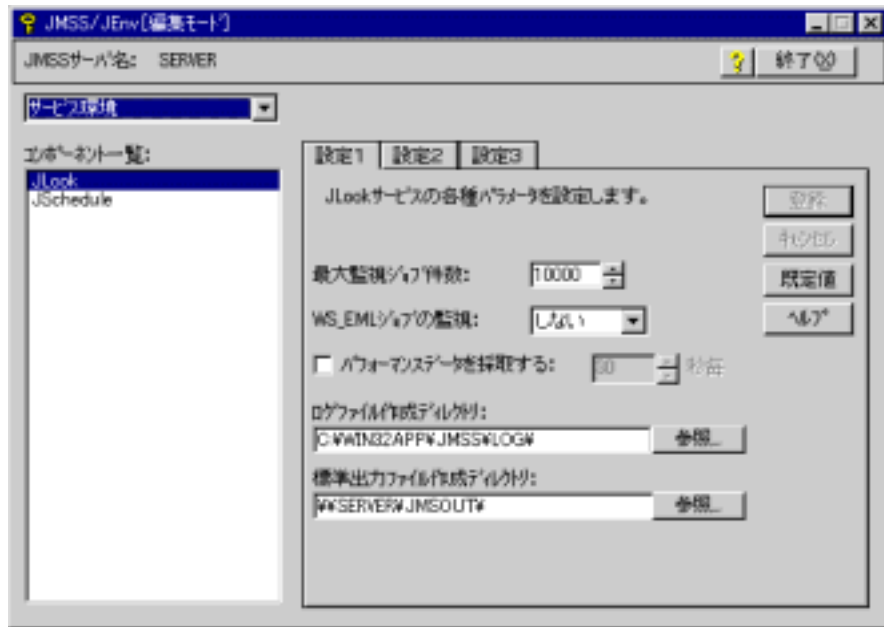 JMSS/JEnv[編集ﾓｰﾄﾞ]
JMSSｻｰﾊﾞ名: SERVER
? 終了(X)
ｻｰﾋﾞｽ環境
ｺﾝﾎﾟｰﾈﾝﾄ一覧:
JLook
JSchedule
設定1 設定2 設定3
JLookｻｰﾋﾞｽの各種ﾊﾟﾗﾒｰﾀを設定します。
登録
ｷｬﾝｾﾙ
最大監視ｼﾞｮﾌﾞ件数: 10000
既定値
WS_EMLｼﾞｮﾌﾞの監視: しない
ﾍﾙﾌﾟ
ﾊﾟﾌｫｰﾏﾝｽﾃﾞｰﾀを採取する: 秒毎
ﾛｸﾞﾌｧｲﾙ作成ﾃﾞｨﾚｸﾄﾘ:
C:¥WIN32APP¥JMSS¥LOG¥ 参照...
標準出力ﾌｧｲﾙ作成ﾃﾞｨﾚｸﾄﾘ:
¥¥SERVER¥JMSOUT¥ 参照...